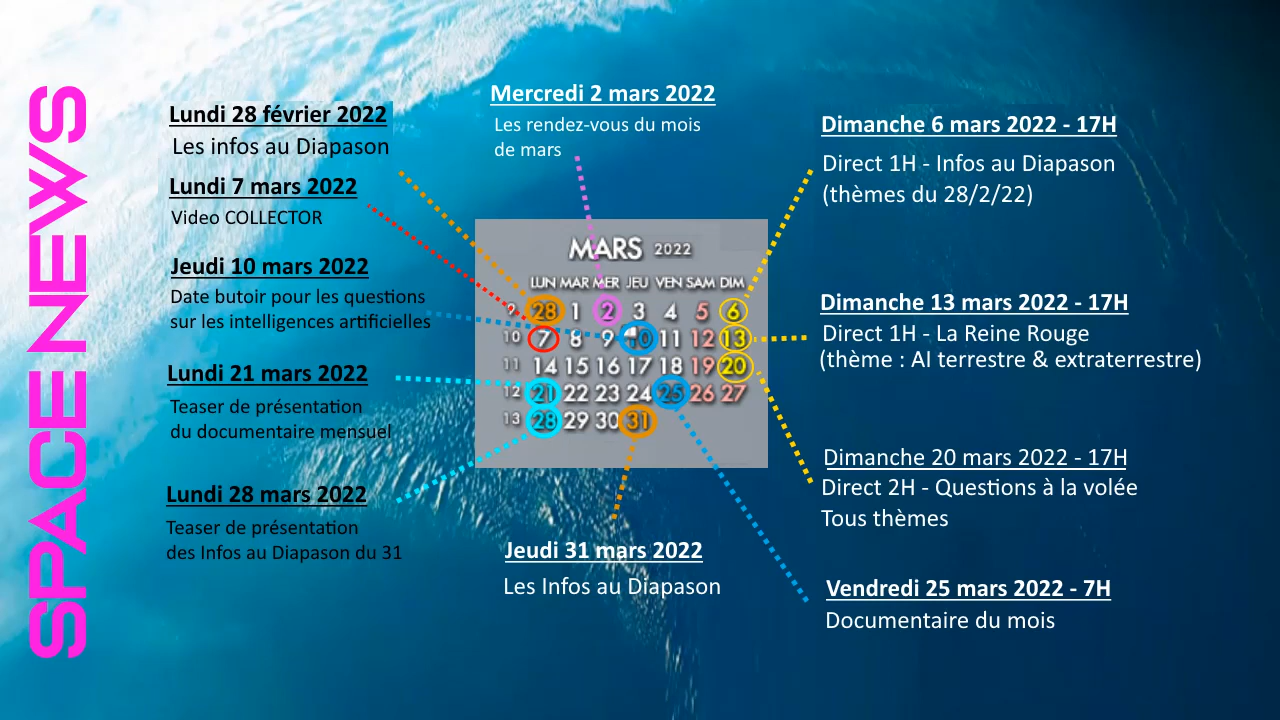 SPACE NEWS
Lundi 28 février 2022
Les infos au Diapason
Lundi 7 mars 2022
Video COLLECTOR
Jeudi 10 mars 2022
Date butoir pour les questions
sur les intelligences artificielles
Lundi 21 mars 2022
Teaser de présentation
du documentaire mensuel
Lundi 28 mars 2022
Teaser de présentation
des Infos au Diapason du 31
Mercredi 2 mars 2022
Les rendez-vous du mois
de mars
MARS 2022
LUN MAR MER JEU VEN SAM DIM
9 28 1 2 3 4 5 6
10 7 8 9 10 11 12 13
11 14 15 16 17 18 19 20
12 21 22 23 24 25 26 27
13 28 29 30 31
Jeudi 31 mars 2022
Les Infos au Diapason
Dimanche 6 mars 2022 - 17H
Direct 1H - Infos au Diapason
(thèmes du 28/2/22)
Dimanche 13 mars 2022 - 17H
Direct 1H - La Reine Rouge
(thème : AI terrestre & extraterrestre)
Dimanche 20 mars 2022 - 17H
Direct 2H - Questions à la volée
Tous thèmes
Vendredi 25 mars 2022 - 7H
Documentaire du mois